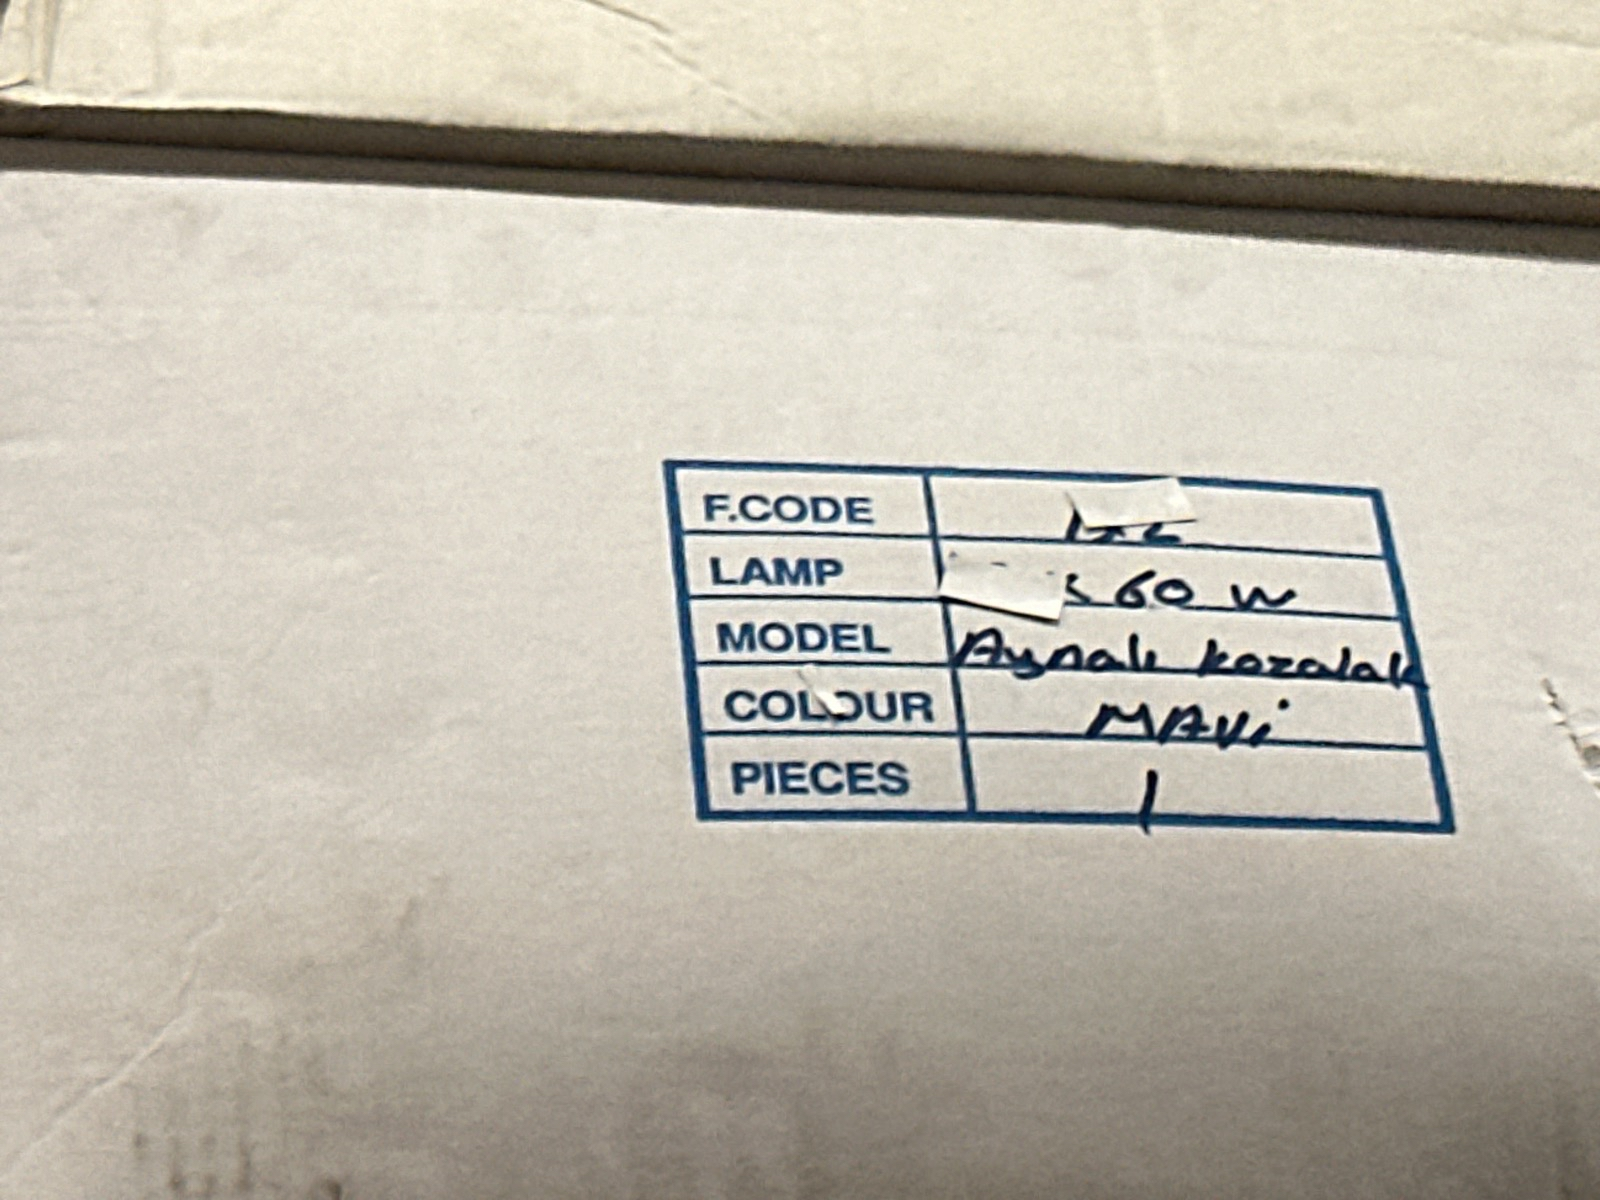 F.CODE
LAMP 60 W
MODEL Aynalı kozalak
COLOUR MAVi
PIECES 1